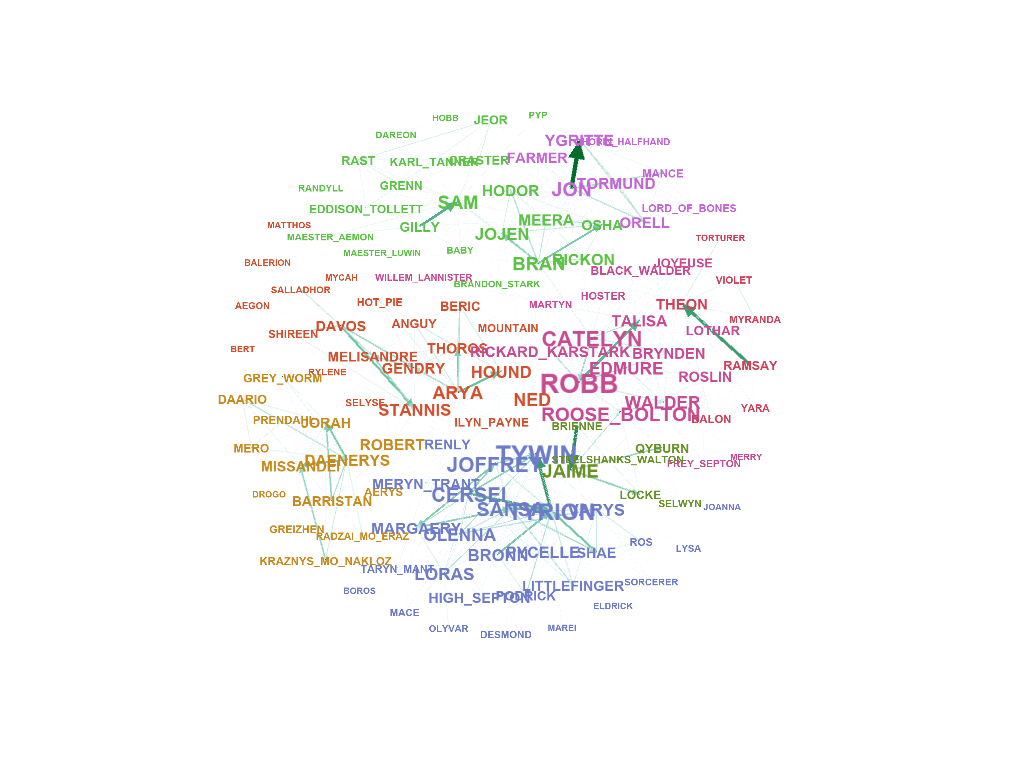 PYP
HOBB
JEOR
DAREON
YGRITTE
QHORIN_HALFHAND
RAST
KARL_TANNER
CRASTER
FARMER
MANCE
RANDYLL
GRENN
HODOR
JON
TORMUND
SAM
EDDISON_TOLLETT
LORD_OF_BONES
MATTHOS
GILLY
MEERA
OSHA
ORELL
MAESTER_AEMON
JOJEN
TORTURER
MAESTER_LUWIN
BABY
BALERION
BRAN
RICKON
JOYEUSE
BLACK_WALDER
MYCAH
WILLEM_LANNISTER
BRANDON_STARK
VIOLET
SALLADHOR
HOT_PIE
HOSTER
AEGON
BERIC
MARTYN
THEON
SHIREEN
DAVOS
ANGUY
MOUNTAIN
TALISA
LOTHAR
MYRANDA
BERT
MELISANDRE
THOROS
CATELYN
RICKARD_KARSTARK
BRYNDEN
RYLENE
GENDRY
HOUND
EDMURE
RAMSAY
GREY_WORM
ROBB
ROSLIN
DAARIO
SELYSE
ARYA
NED
WALDER
STANNIS
ROOSE_BOLTON
YARA
PRENDAHL
JORAH
ILYN_PAYNE
BRIENNE
BALON
MERO
ROBERT
RENLY
TYWIN
QYBURN
MISSANDEI
DAENERYS
JOFFREY
STEELSHANKS_WALTON
MERRY
JAIME
FREY_SEPTON
DROGO
AERYS
MERYN_TRANT
BARRISTAN
CERSEI
LOCKE
SELWYN
JOANNA
SANSA
TYRION
VARYS
GREIZHEN
RADZAI_MO_ERAZ
MARGAERY
OLENNA
KRAZNYS_MO_NAKLOZ
BRONN
PYCELLE
SHAE
ROS
LYSA
TARYN_MANT
LORAS
BOROS
HIGH_SEPTON
PODRICK
LITTLEFINGER
SORCERER
MACE
ELDRICK
OLYVAR
DESMOND
MAREI